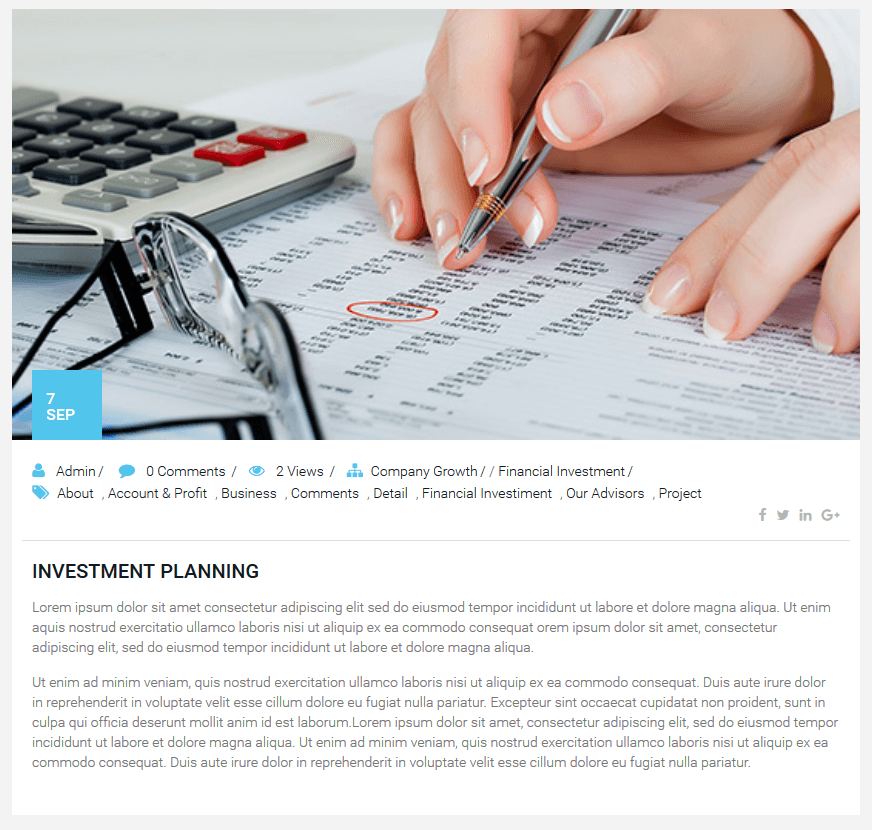 7
SEP
Admin / 0 Comments / 2 Views / Company Growth / / Financial Investment /
About , Account & Profit , Business , Comments , Detail , Financial Investiment , Our Advisors , Project
INVESTMENT PLANNING
Lorem ipsum dolor sit amet consectetur adipiscing elit sed do eiusmod tempor incididunt ut labore et dolore magna aliqua. Ut enim
aquis nostrud exercitatio ullamco laboris nisi ut aliquip ex ea commodo consequat orem ipsum dolor sit amet, consectetur
adipiscing elit, sed do eiusmod tempor incididunt ut labore et dolore magna aliqua.
Ut enim ad minim veniam, quis nostrud exercitation ullamco laboris nisi ut aliquip ex ea commodo consequat. Duis aute irure dolor
in reprehenderit in voluptate velit esse cillum dolore eu fugiat nulla pariatur. Excepteur sint occaecat cupidatat non proident, sunt in
culpa qui officia deserunt mollit anim id est laborum.Lorem ipsum dolor sit amet, consectetur adipiscing elit, sed do eiusmod tempor
incididunt ut labore et dolore magna aliqua. Ut enim ad minim veniam, quis nostrud exercitation ullamco laboris nisi ut aliquip ex ea
commodo consequat. Duis aute irure dolor in reprehenderit in voluptate velit esse cillum dolore eu fugiat nulla pariatur.